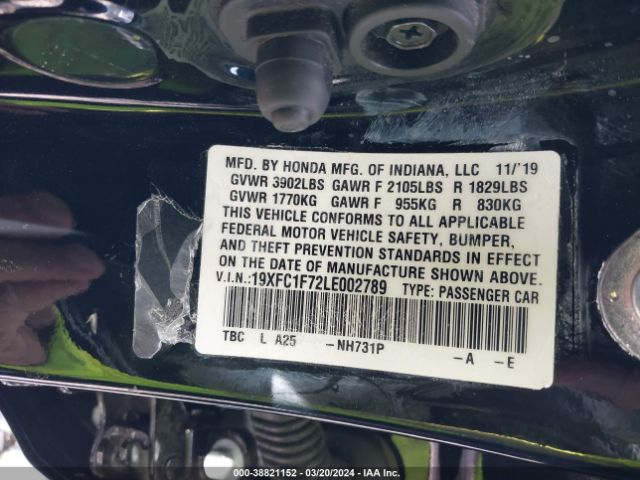 MFD. BY HONDA MFG. OF INDIANA, LLC 11/'19
GVWR 3902LBS GAWR F 2105LBS R 1829LBS
GVWR 1770KG GAWR F 955KG R 830KG
THIS VEHICLE CONFORMS TO ALL APPLICABLE
FEDERAL MOTOR VEHICLE SAFETY, BUMPER,
AND THEFT PREVENTION STANDARDS IN EFFECT
ON THE DATE OF MANUFACTURE SHOWN ABOVE.
V.I.N.:19XFC1F72LE002789 TYPE: PASSENGER CAR
TBC L A25 -NH731P -A -E
000-38821152 - 03/20/2024 - IAA Inc.